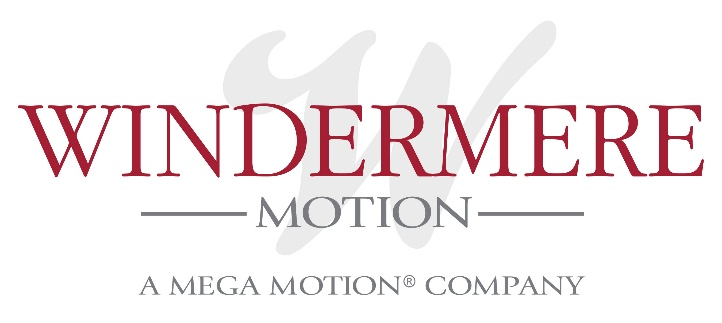 WINDERMERE
MOTION
A MEGA MOTION® COMPANY